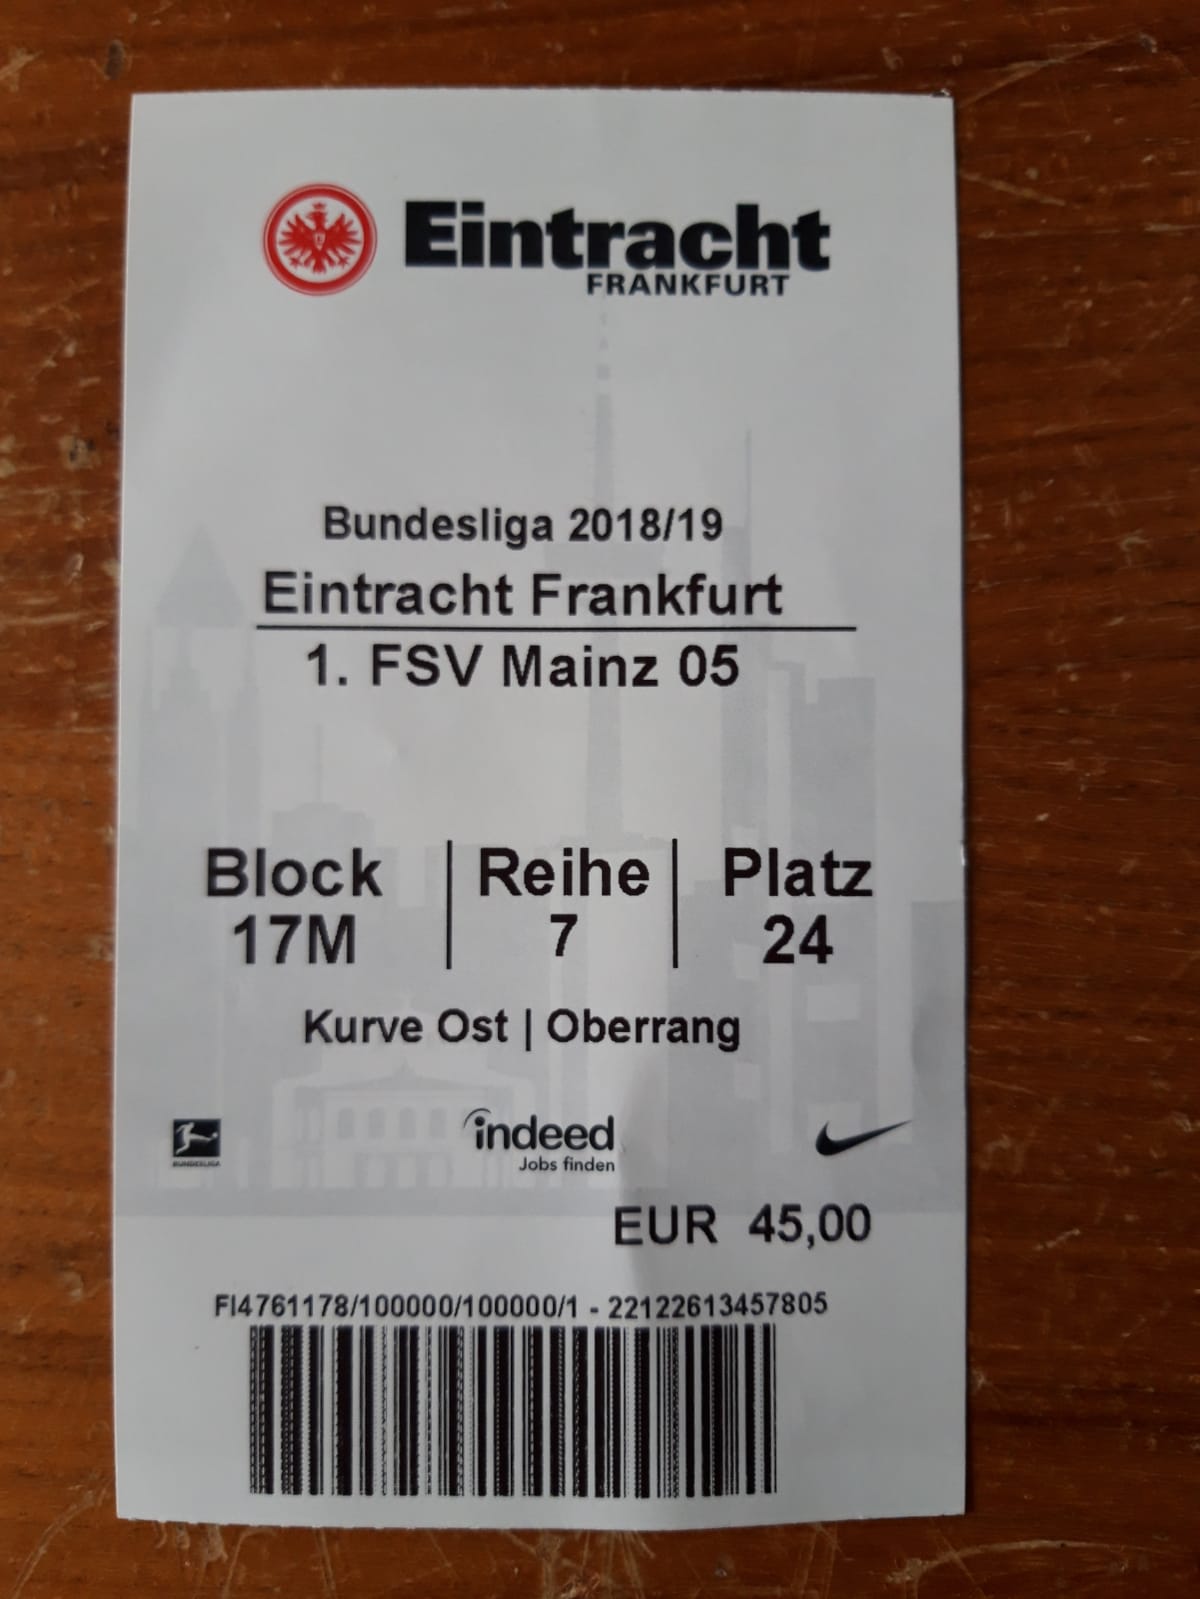 Eintracht
FRANKFURT
Bundesliga 2018/19
Eintracht Frankfurt
1. FSV Mainz 05
Block | Reihe | Platz
17M | 7 | 24
Kurve Ost | Oberrang
BUNDESLIGA
indeed
Jobs finden
EUR 45,00
FI4761178/100000/100000/1 - 22122613457805